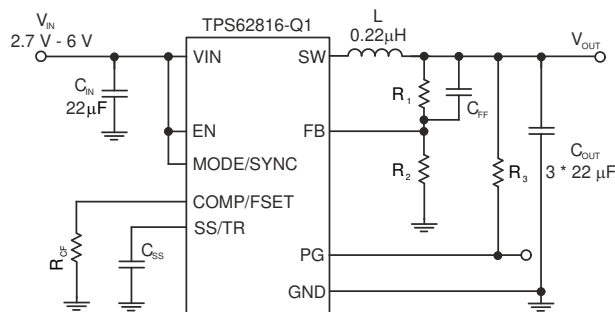 TPS62816-Q1
L
V_IN
V_OUT
2.7 V - 6 V
VIN
SW
0.22μH
C_IN
22μF
R_1
C_FF
EN
FB
MODE/SYNC
R_2
R_3
C_OUT
3 * 22 μF
COMP/FSET
R_CF
SS/TR
C_SS
PG
GND